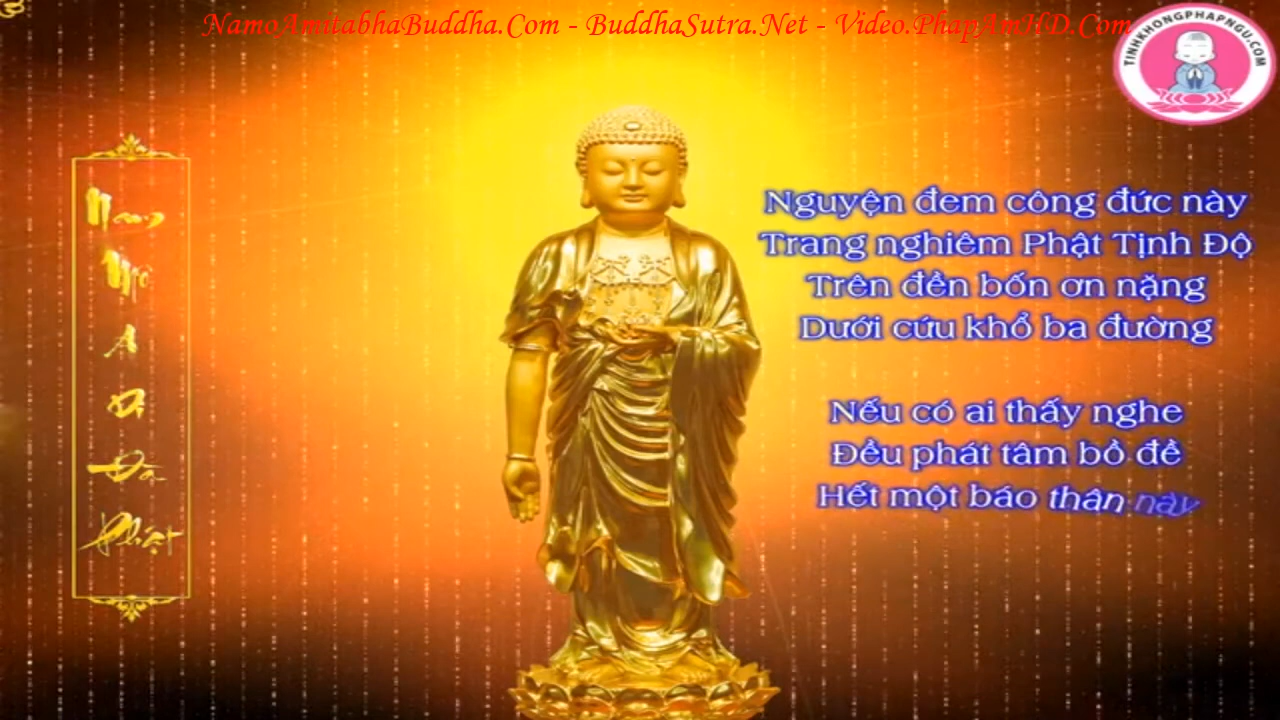 NamoAmitabhaBuddha.Com - BuddhaSutra.Net - Video.PhapAmHD.Com
TINHKHONGPHAPNGU.COM
Nam
Mô
A
Di
Đà
Phật
Nguyện đem công đức này
Trang nghiêm Phật Tịnh Độ
Trên đền bốn ơn nặng
Dưới cứu khổ ba đường
Nếu có ai thấy nghe
Đều phát tâm bồ đề
Hết một báo thân này